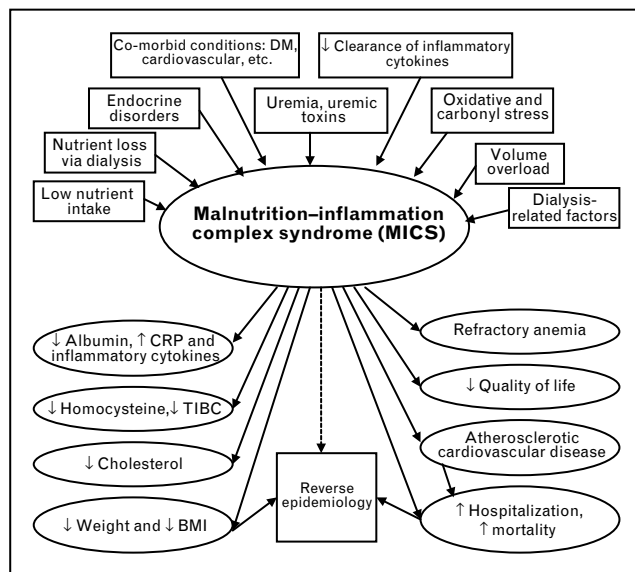 Co-morbid conditions: DM,
cardiovascular, etc.
↓ Clearance of inflammatory
cytokines
Endocrine
disorders
Uremia, uremic
toxins
Oxidative and
carbonyl stress
Nutrient loss
via dialysis
Volume
overload
Low nutrient
intake
Dialysis-
related factors
Malnutrition–inflammation
complex syndrome (MICS)
↓ Albumin, ↑ CRP and
inflammatory cytokines
Refractory anemia
↓ Homocysteine, ↓ TIBC
↓ Quality of life
↓ Cholesterol
Atherosclerotic
cardiovascular disease
Reverse
epidemiology
↓ Weight and ↓ BMI
↑ Hospitalization,
↑ mortality